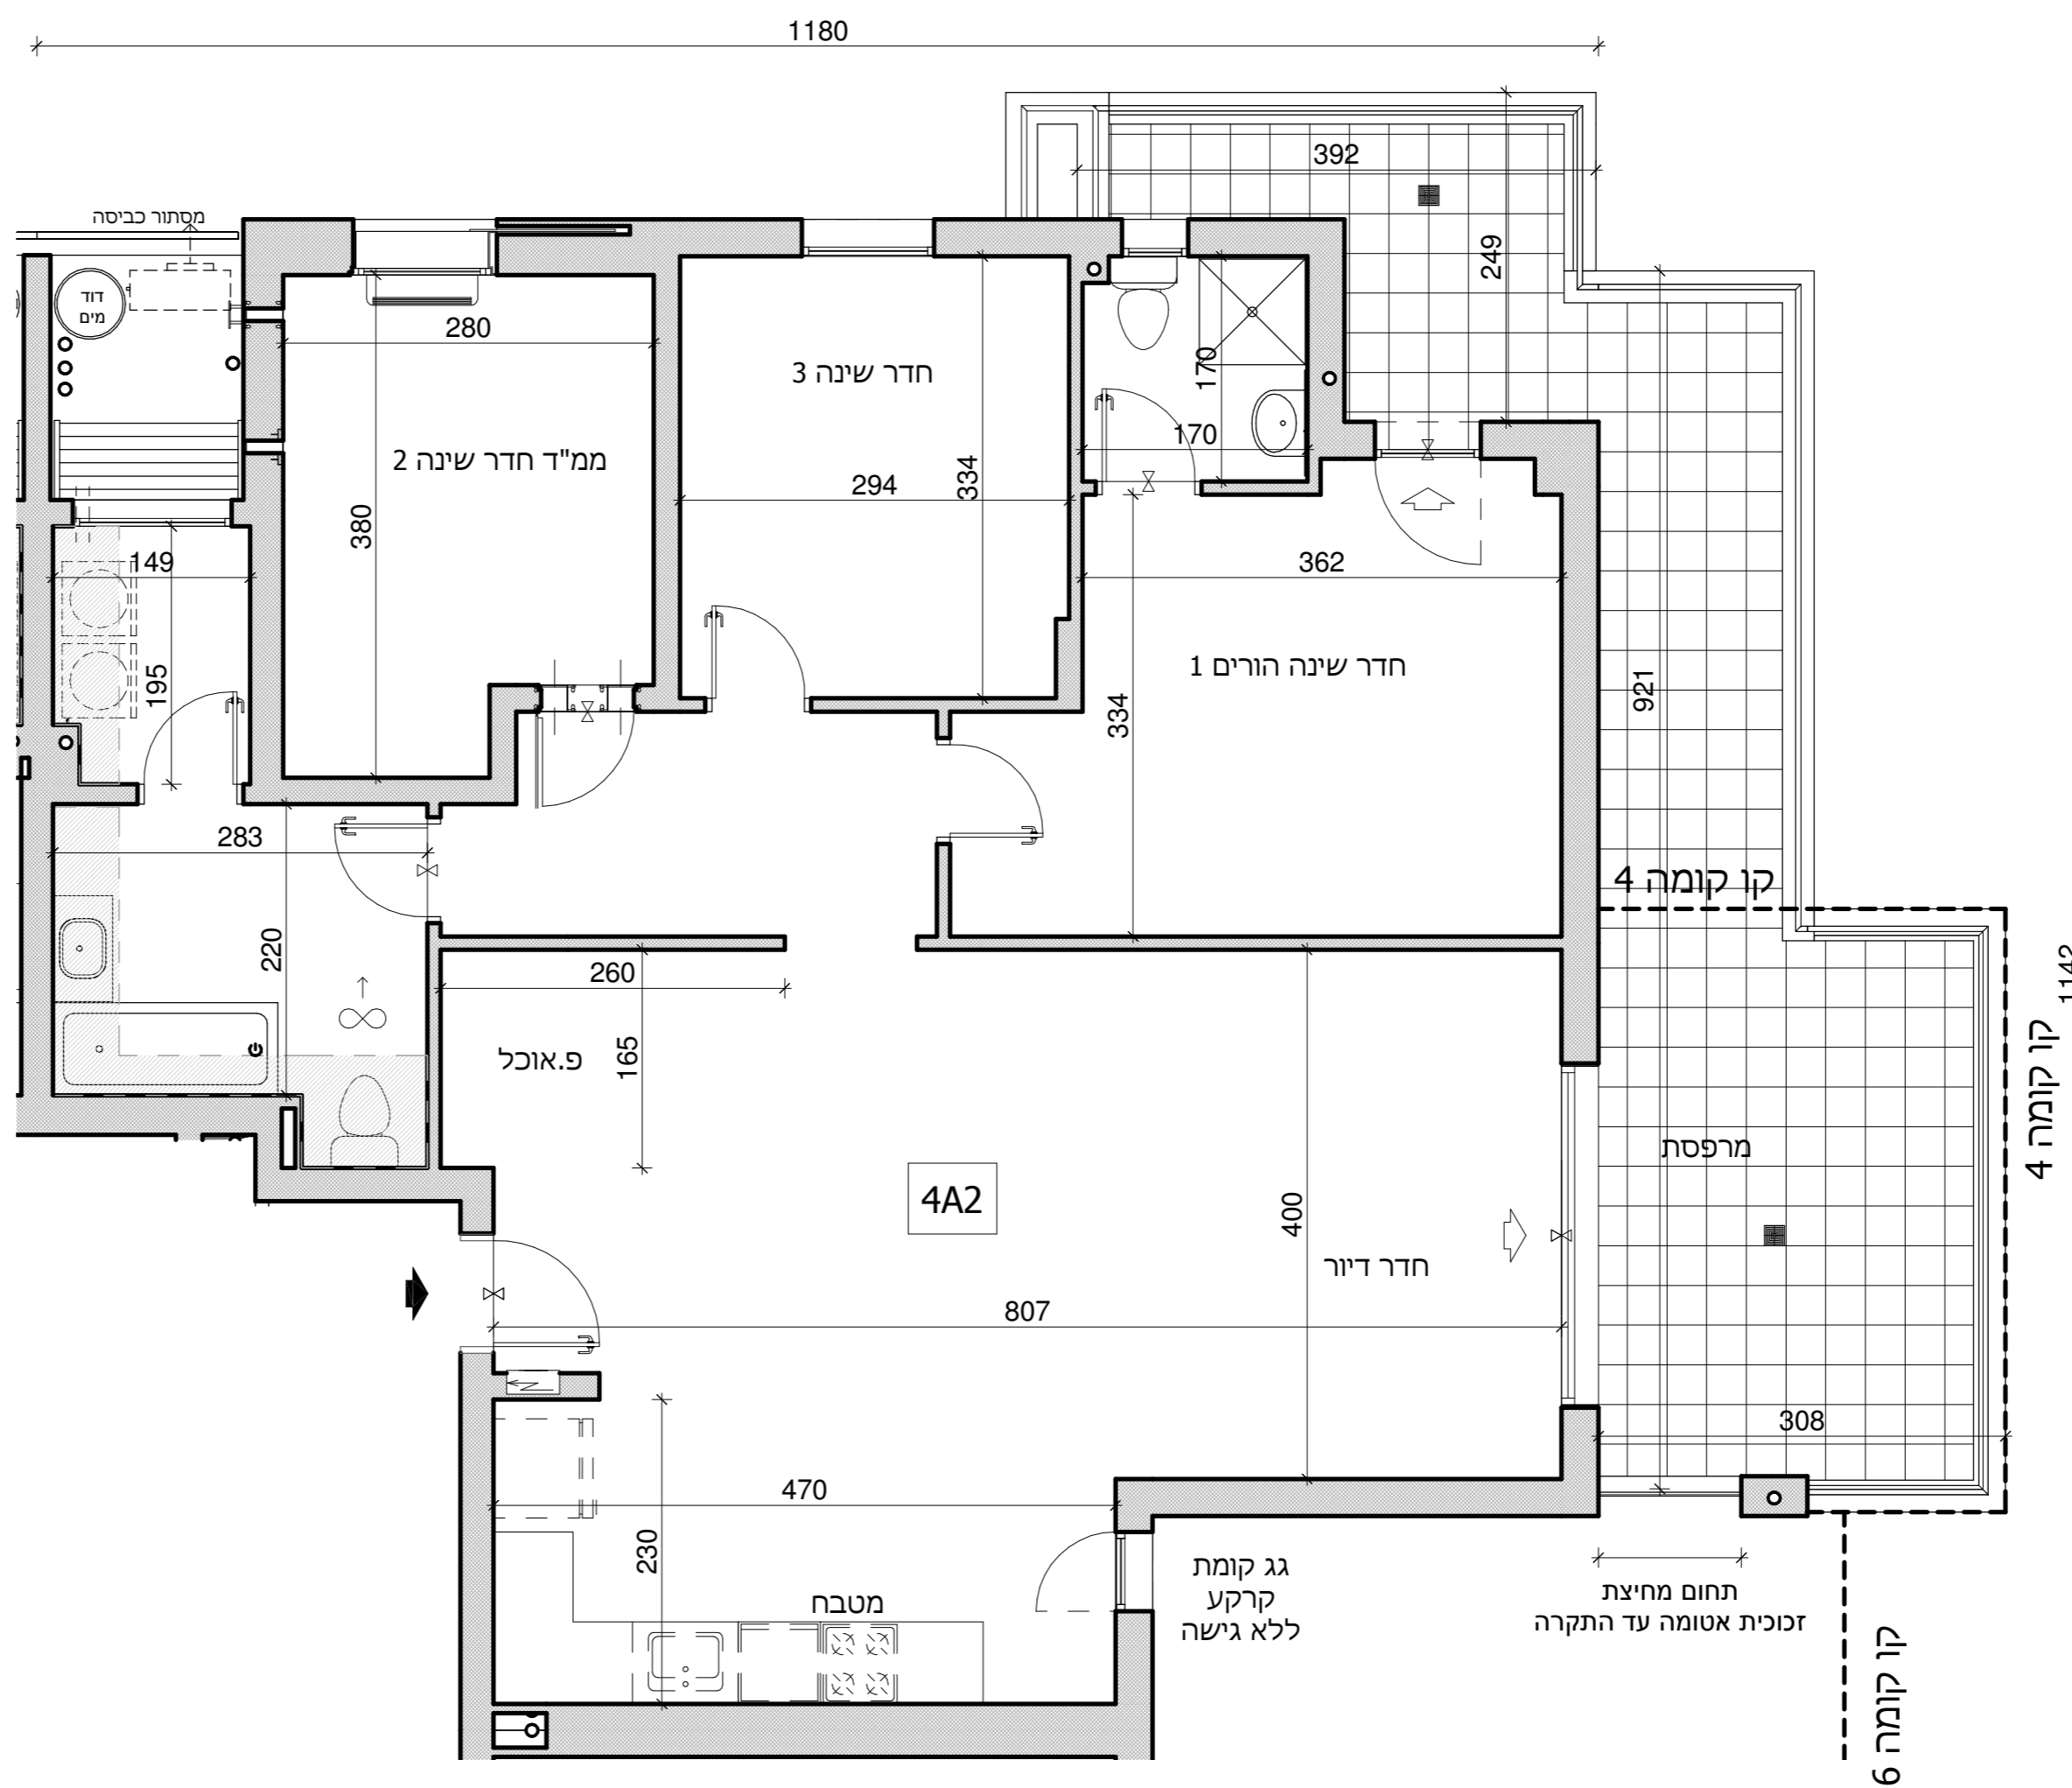 1180
392
249
מסתור כביסה
דוד
מים
280
חדר שינה 3
170
170
ממ"ד חדר שינה 2
294
334
380
149
362
195
חדר שינה הורים 1
334
921
283
קו קומה 4
220
260
1142
פ.אוכל
165
קו קומה 4
מרפסת
4A2
400
חדר דיור
807
308
470
230
מטבח
גג קומת
קרקע
ללא גישה
תחום מחיצת
זכוכית אטומה עד התקרה
קו קומה 6